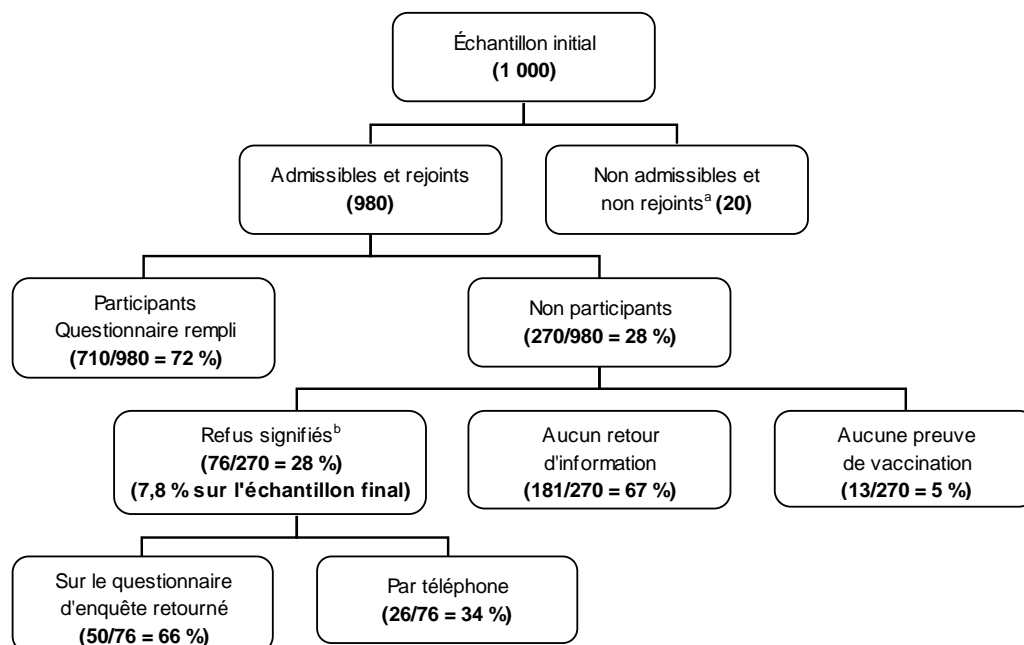 Échantillon initial
(1 000)
Admissibles et rejoints
(980)
Non admissibles et
non rejointsᵃ (20)
Participants
Questionnaire rempli
(710/980 = 72 %)
Non participants
(270/980 = 28 %)
Refus signifiésᵇ
(76/270 = 28 %)
(7,8 % sur l'échantillon final)
Aucun retour
d'information
(181/270 = 67 %)
Aucune preuve
de vaccination
(13/270 = 5 %)
Sur le questionnaire
d'enquête retourné
(50/76 = 66 %)
Par téléphone
(26/76 = 34 %)